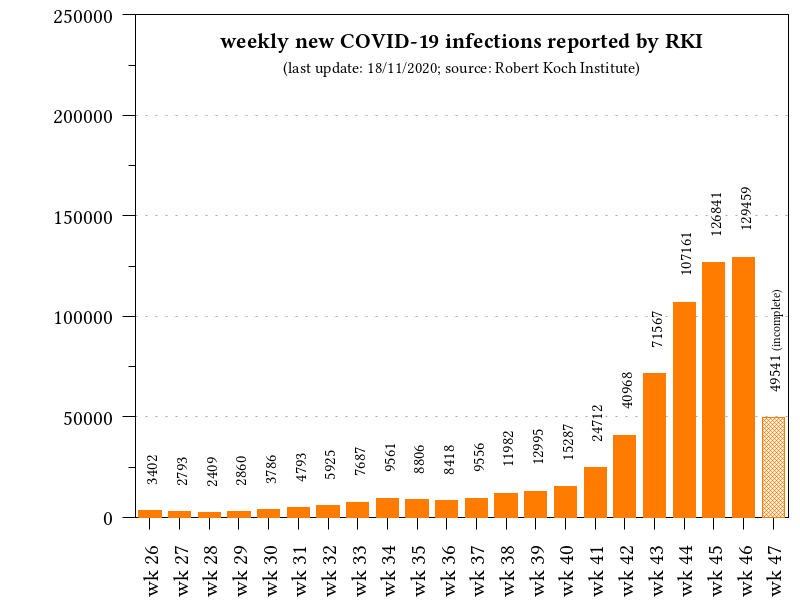 weekly new COVID-19 infections reported by RKI
(last update: 18/11/2020; source: Robert Koch Institute)
250000
200000
150000
100000
50000
0
3402
2793
2409
2860
3786
4793
5925
7687
9561
8806
8418
9556
11982
12995
15287
24712
40968
71567
107161
126841
129459
49541 (incomplete)
wk 26
wk 27
wk 28
wk 29
wk 30
wk 31
wk 32
wk 33
wk 34
wk 35
wk 36
wk 37
wk 38
wk 39
wk 40
wk 41
wk 42
wk 43
wk 44
wk 45
wk 46
wk 47